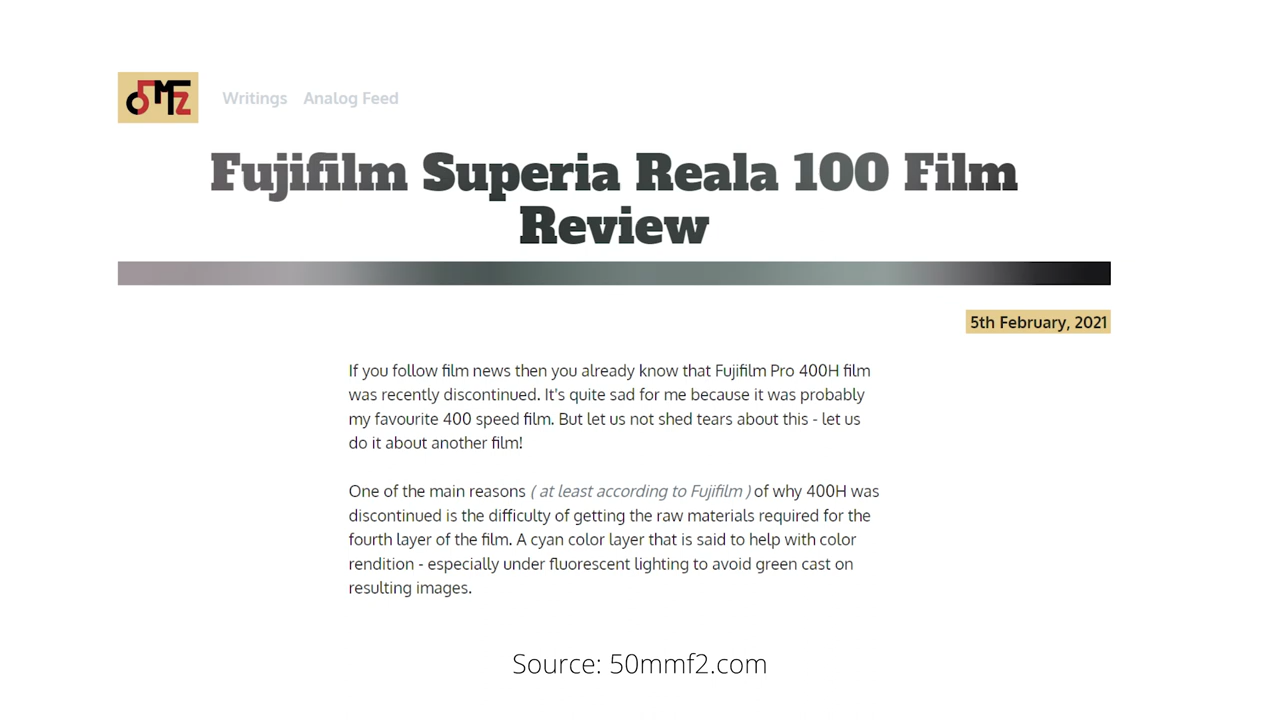 5MF2
Writings Analog Feed
Fujifilm Superia Reala 100 Film
Review
5th February, 2021
If you follow film news then you already know that Fujifilm Pro 400H film
was recently discontinued. It's quite sad for me because it was probably
my favourite 400 speed film. But let us not shed tears about this - let us
do it about another film!
One of the main reasons ( at least according to Fujifilm ) of why 400H was
discontinued is the difficulty of getting the raw materials required for the
fourth layer of the film. A cyan color layer that is said to help with color
rendition - especially under fluorescent lighting to avoid green cast on
resulting images.
Source: 50mmf2.com